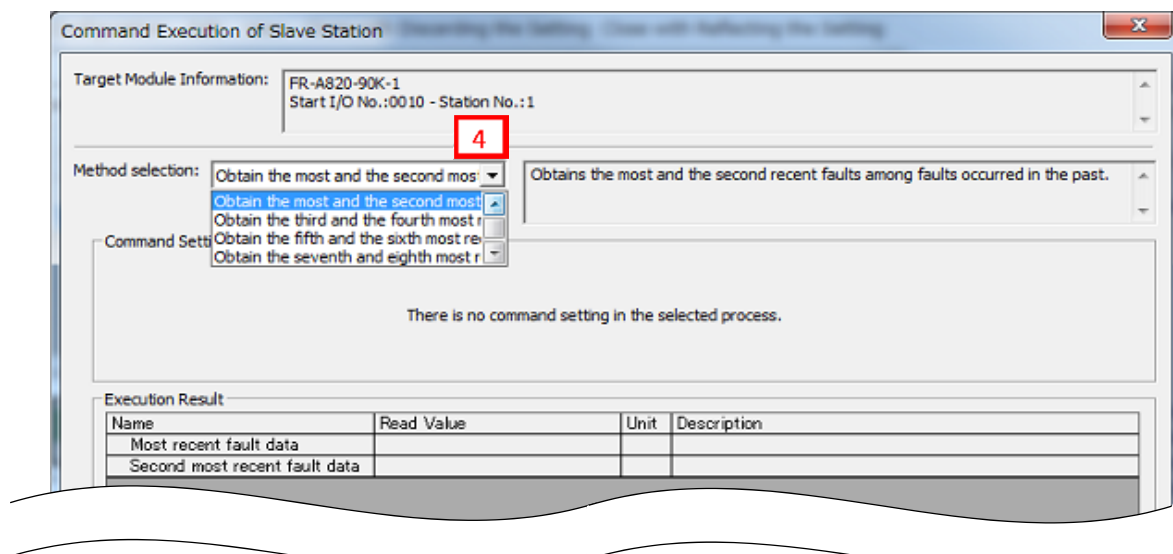 Command Execution of Slave Station
Target Module Information:
FR-A820-90K-1
Start I/O No.:0010 - Station No.:1
4
Method selection:
Obtain the most and the second mos
Obtains the most and the second recent faults among faults occurred in the past.
Obtain the most and the second most
Obtain the third and the fourth most r
Obtain the fifth and the sixth most re
Obtain the seventh and eighth most r
Command Setti
There is no command setting in the selected process.
Execution Result
Name Read Value Unit Description
Most recent fault data
Second most recent fault data